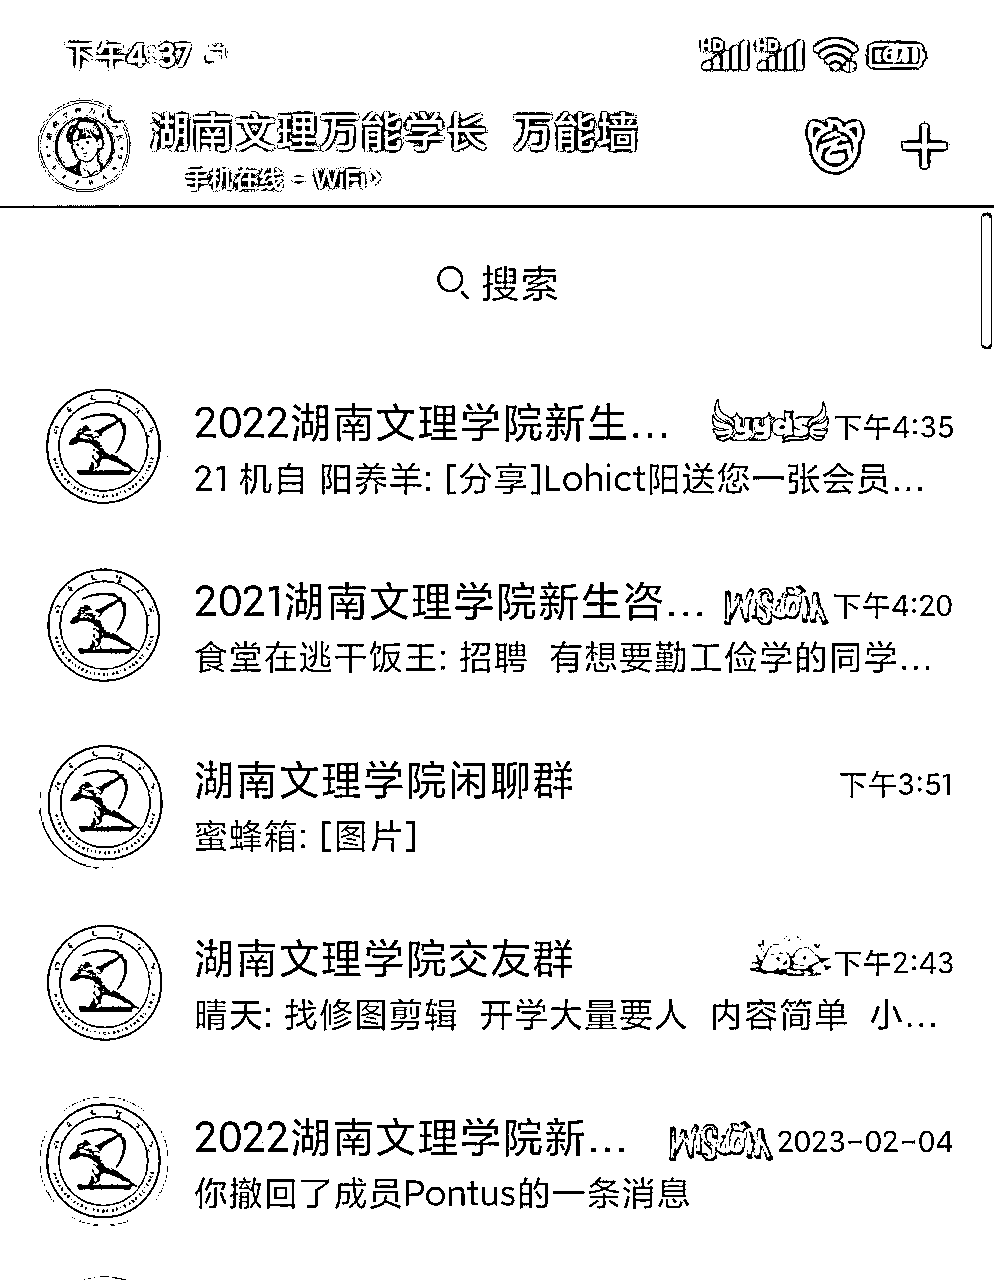 下午4:37
湖南文理万能学长 万能墙
手机在线 - WiFi
搜索
2022湖南文理学院新生... yyds 下午4:35
21 机自 阳养羊: [分享]Lohict阳送您一张会员...
2021湖南文理学院新生咨... WISDOM 下午4:20
食堂在逃干饭王: 招聘 有想要勤工俭学的同学...
湖南文理学院闲聊群 下午3:51
蜜蜂箱: [图片]
湖南文理学院交友群 下午2:43
晴天: 找修图剪辑 开学大量要人 内容简单 小...
2022湖南文理学院新... WISDOM 2023-02-04
你撤回了成员Pontus的一条消息